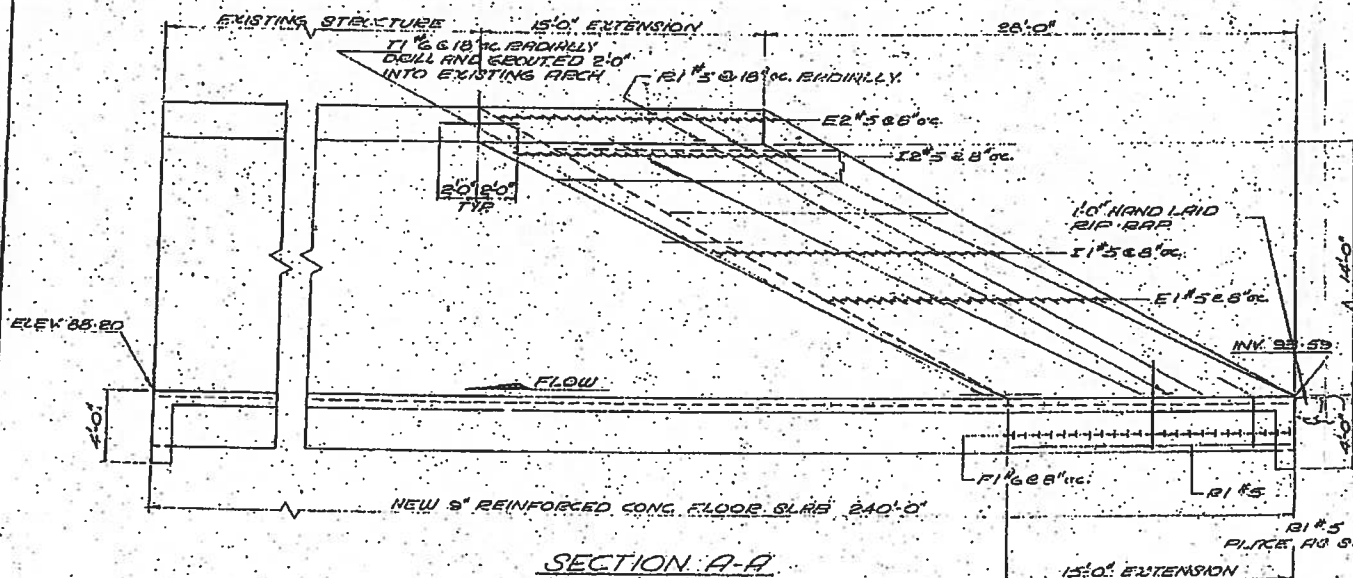 EXISTING STRUCTURE
15'0" EXTENSION
28'-0"
T1 #6 @ 18" oc. RADIALLY
DRILL AND GROUTED 2'0"
INTO EXISTING ARCH
R1 #5 @ 18" oc. RADIALLY.
E2 #5 @ 8" oc.
I2 #5 @ 8" oc.
2'0" 2'0"
TYP.
1'0" HAND LAID
RIP-RAP
I1 #5 @ 8" oc.
14'-0"
E1 #5 @ 8" oc.
ELEV 88.20
FLOW
4'-0"
4'-0"
F1 #6 @ 8" oc.
R1 #5
NEW 9" REINFORCED CONC. FLOOR SLAB 240'-0"
R1 #5
SECTION A-A
15'0" EXTENSION